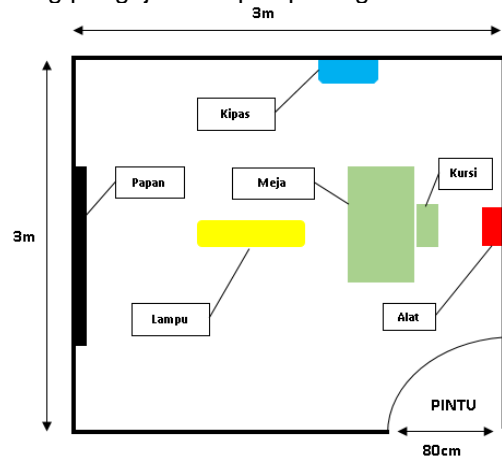 3m
Kipas
Papan
Meja
Kursi
3m
Lampu
Alat
PINTU
80cm